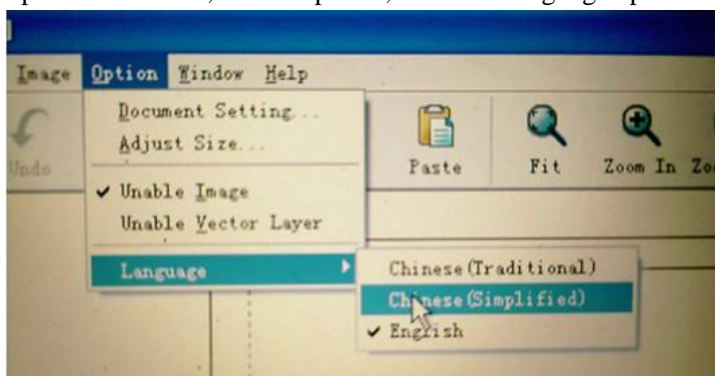 Image Option Window Help
Undo Paste Fit Zoom In
Document Setting...
Adjust Size...
✔ Unable Image
Unable Vector Layer
Language
Chinese(Traditional)
Chinese(Simplified)
✔ English